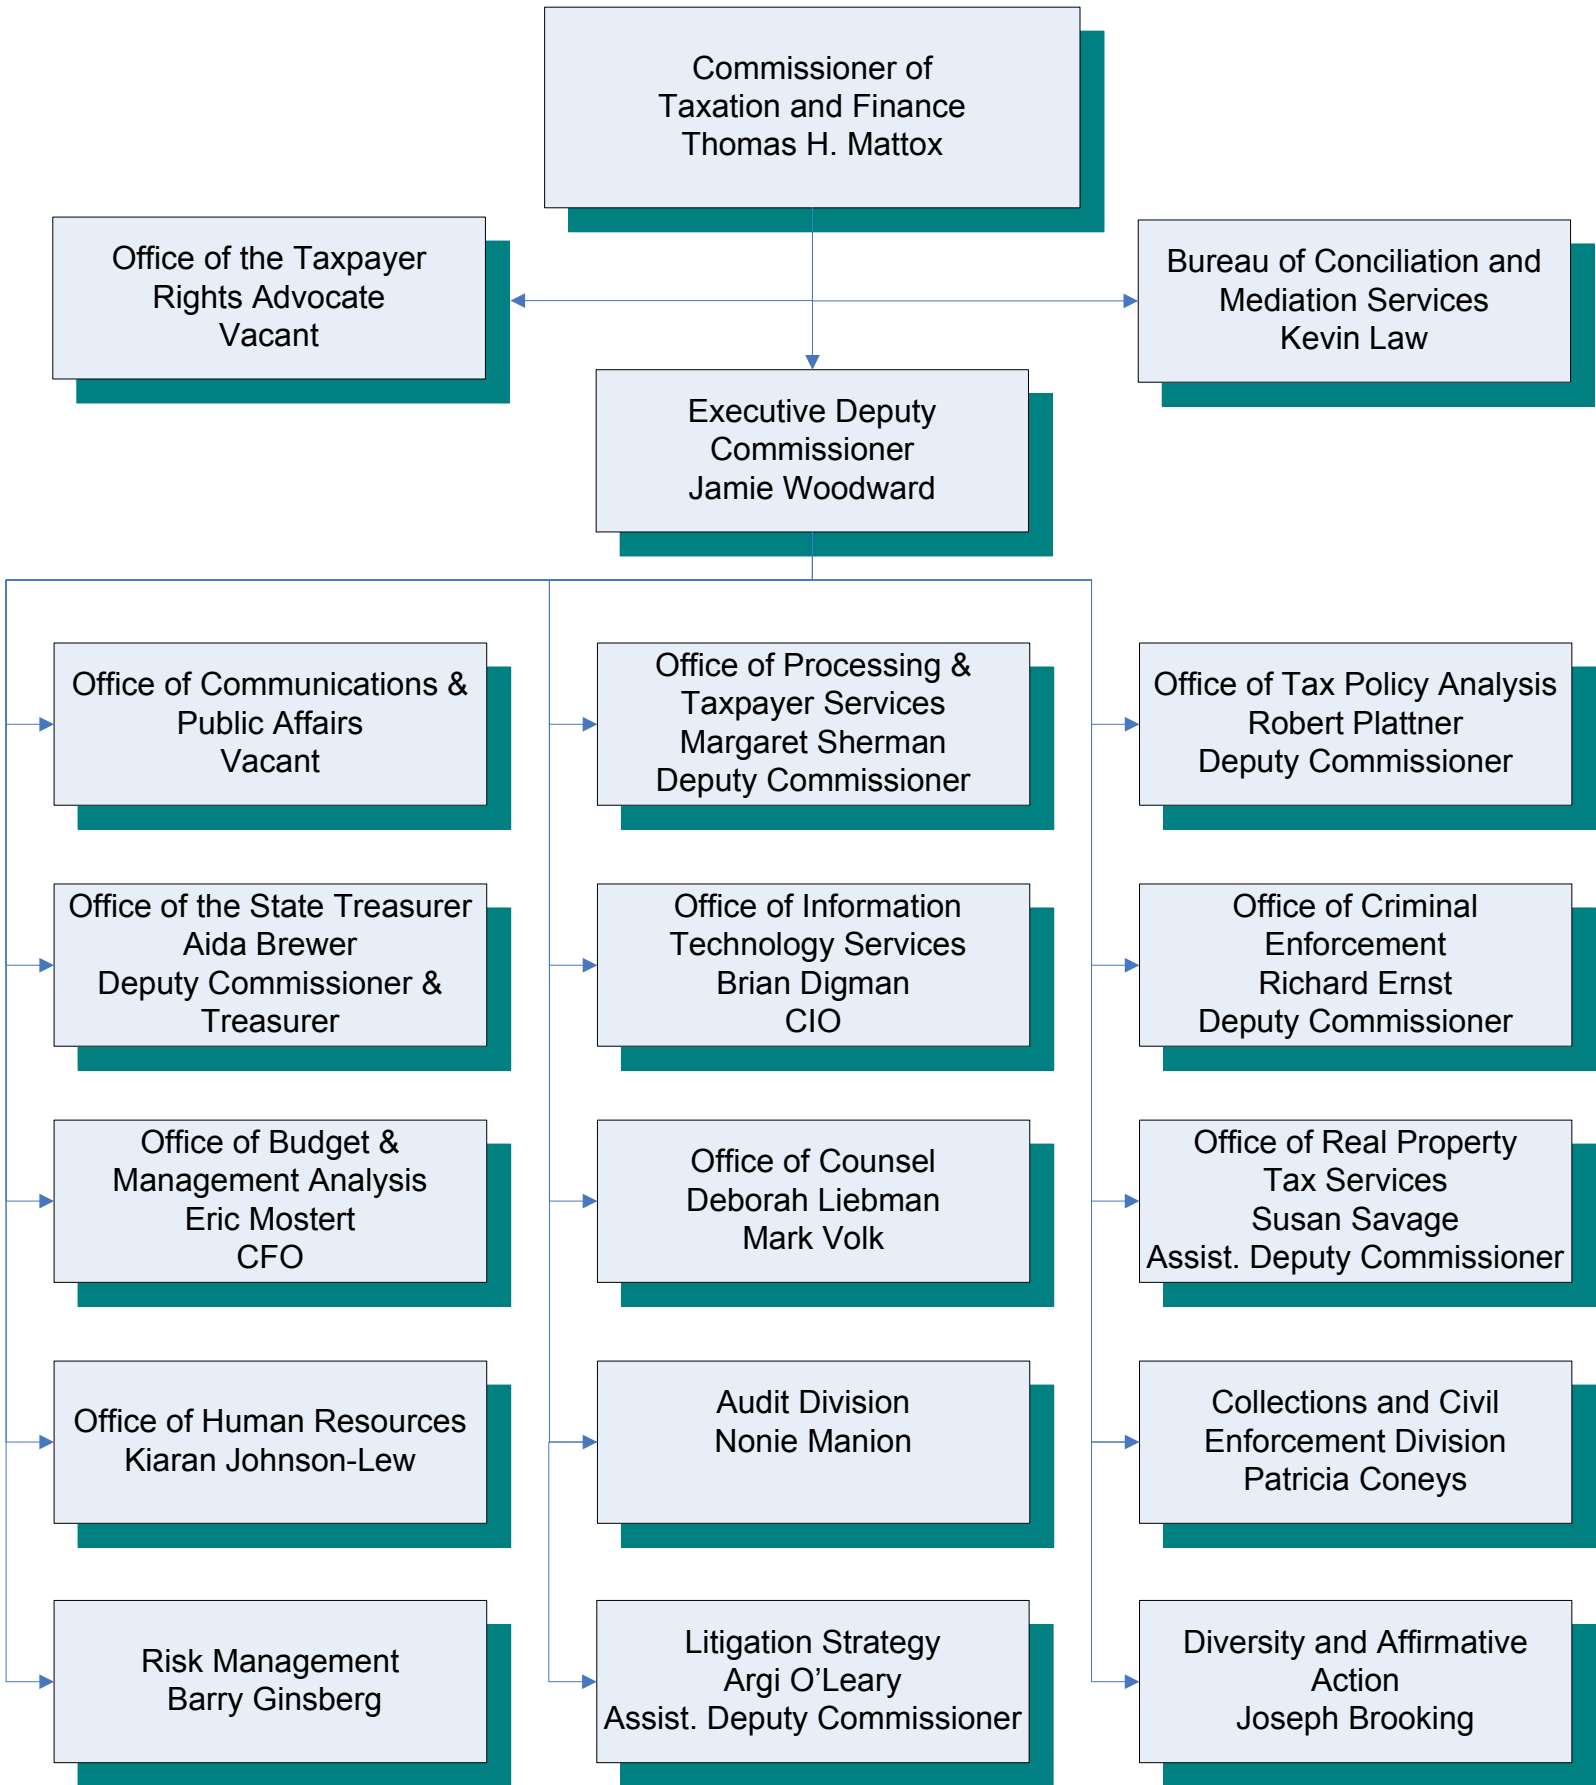 Commissioner of
Taxation and Finance
Thomas H. Mattox
Office of the Taxpayer
Rights Advocate
Vacant
Bureau of Conciliation and
Mediation Services
Kevin Law
Executive Deputy
Commissioner
Jamie Woodward
Office of Communications &
Public Affairs
Vacant
Office of Processing &
Taxpayer Services
Margaret Sherman
Deputy Commissioner
Office of Tax Policy Analysis
Robert Plattner
Deputy Commissioner
Office of the State Treasurer
Aida Brewer
Deputy Commissioner &
Treasurer
Office of Information
Technology Services
Brian Digman
CIO
Office of Criminal
Enforcement
Richard Ernst
Deputy Commissioner
Office of Budget &
Management Analysis
Eric Mostert
CFO
Office of Counsel
Deborah Liebman
Mark Volk
Office of Real Property
Tax Services
Susan Savage
Assist. Deputy Commissioner
Office of Human Resources
Kiaran Johnson-Lew
Audit Division
Nonie Manion
Collections and Civil
Enforcement Division
Patricia Coneys
Risk Management
Barry Ginsberg
Litigation Strategy
Argi O’Leary
Assist. Deputy Commissioner
Diversity and Affirmative
Action
Joseph Brooking